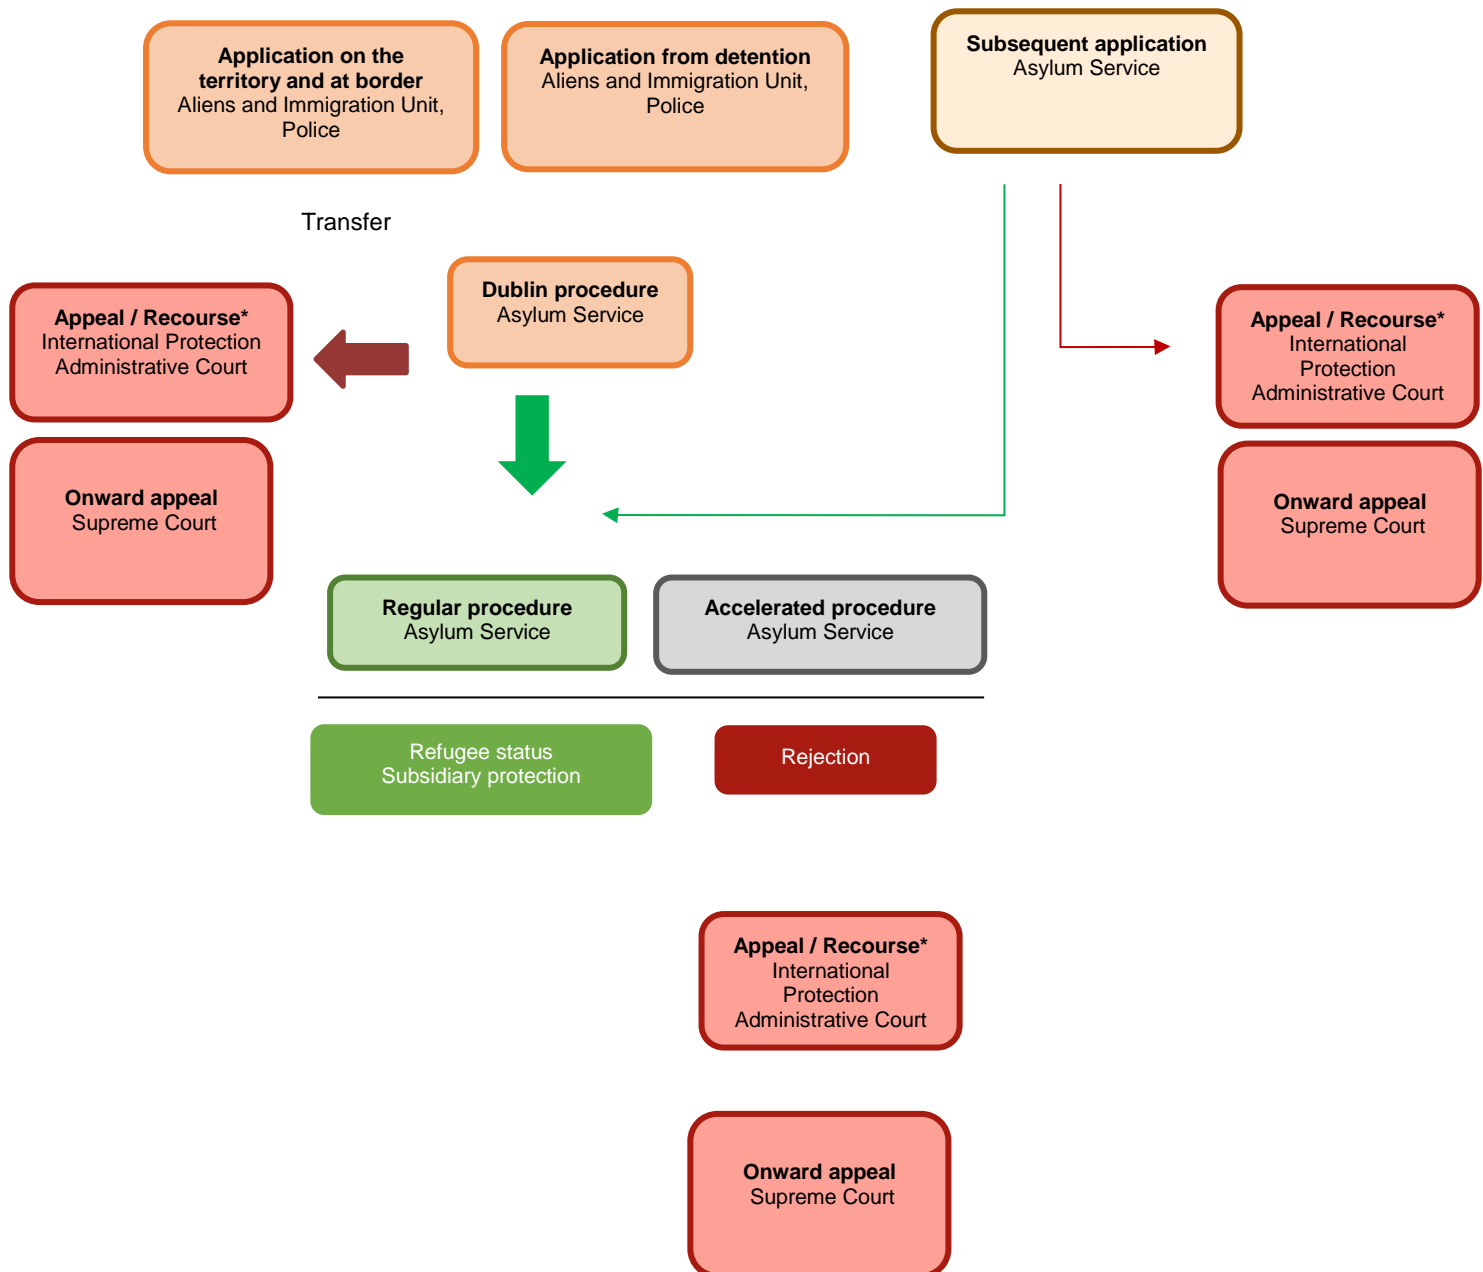 Application on the
territory and at border
Aliens and Immigration Unit,
Police
Application from detention
Aliens and Immigration Unit,
Police
Subsequent application
Asylum Service
Transfer
Dublin procedure
Asylum Service
Appeal / Recourse*
International Protection
Administrative Court
Appeal / Recourse*
International
Protection
Administrative Court
Onward appeal
Supreme Court
Onward appeal
Supreme Court
Regular procedure
Asylum Service
Accelerated procedure
Asylum Service
Refugee status
Subsidiary protection
Rejection
Appeal / Recourse*
International
Protection
Administrative Court
Onward appeal
Supreme Court